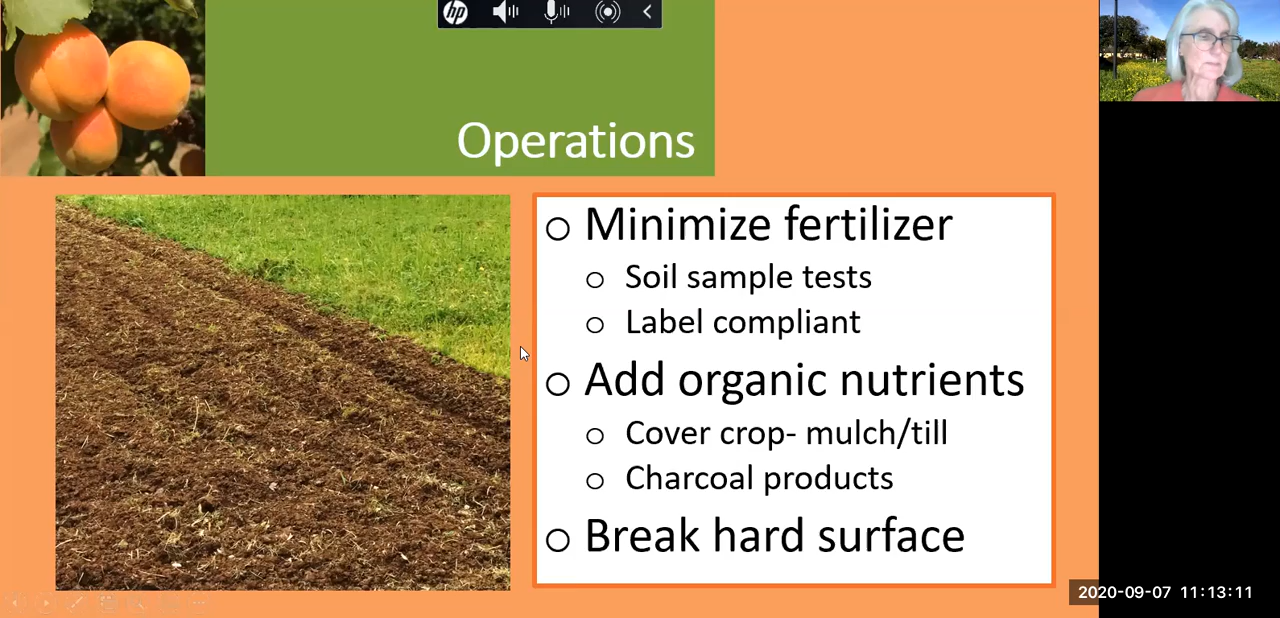 hp
Operations
Minimize fertilizer
Soil sample tests
Label compliant
Add organic nutrients
Cover crop- mulch/till
Charcoal products
Break hard surface
2020-09-07 11:13:11